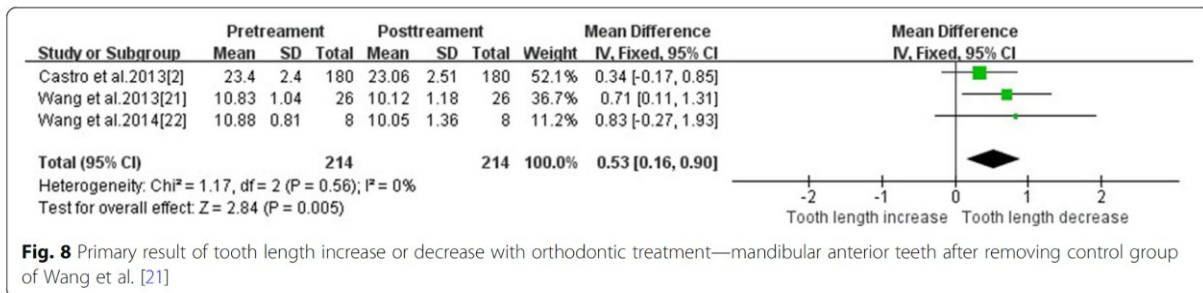 Pretreament Posttreament Mean Difference Mean Difference
Study or Subgroup Mean SD Total Mean SD Total Weight IV, Fixed, 95% CI IV, Fixed, 95% CI
Castro et al.2013[2] 23.4 2.4 180 23.06 2.51 180 52.1% 0.34 [-0.17, 0.85]
Wang et al.2013[21] 10.83 1.04 26 10.12 1.18 26 36.7% 0.71 [0.11, 1.31]
Wang et al.2014[22] 10.88 0.81 8 10.05 1.36 8 11.2% 0.83 [-0.27, 1.93]
Total (95% CI) 214 214 100.0% 0.53 [0.16, 0.90]
Heterogeneity: Chi² = 1.17, df = 2 (P = 0.56); I² = 0%
Test for overall effect: Z = 2.84 (P = 0.005)
-2 -1 0 1 2
Tooth length increase Tooth length decrease
Fig. 8 Primary result of tooth length increase or decrease with orthodontic treatment—mandibular anterior teeth after removing control group
of Wang et al. [21]